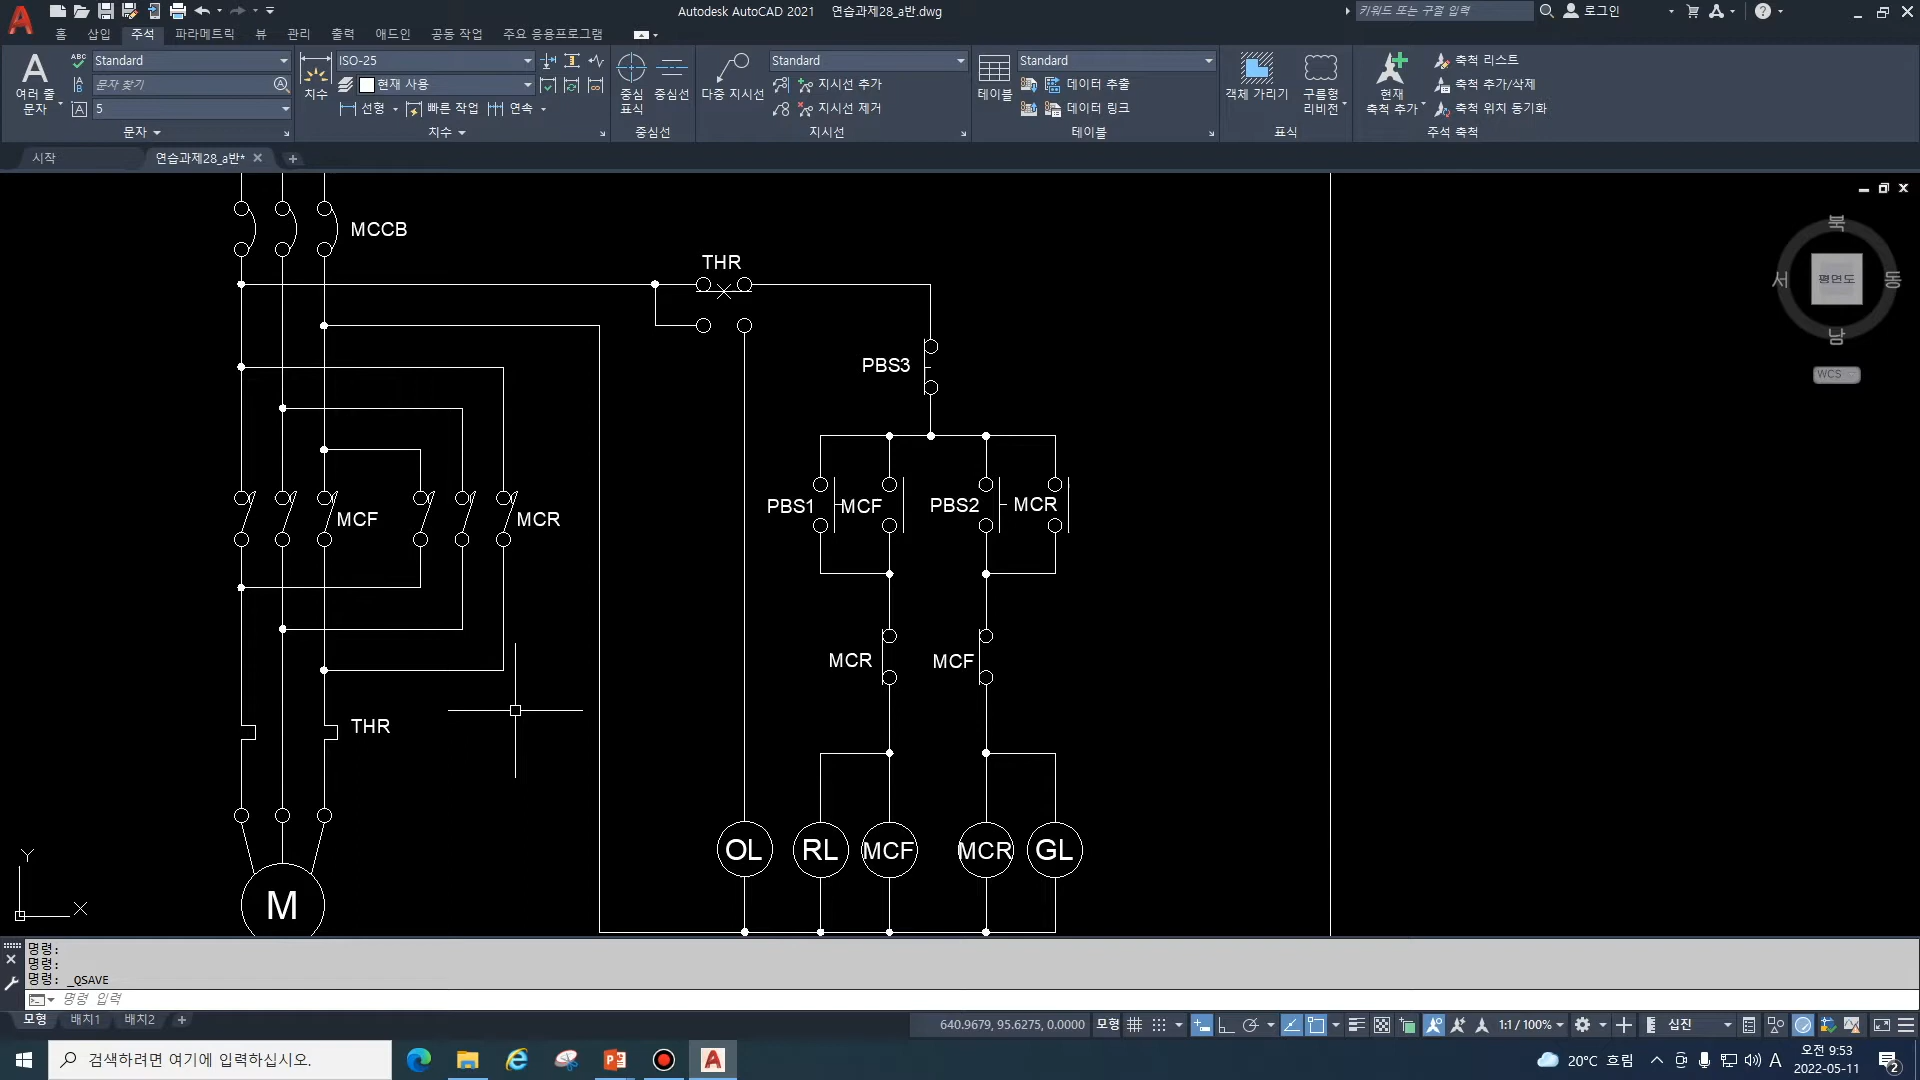 Autodesk AutoCAD 2021 연습과제28_a반.dwg
키워드 또는 구절 입력
로그인
홈 삽입 주석 파라메트릭 뷰 관리 출력 애드인 공동 작업 주요 응용프로그램
여러 줄
문자
Standard
문자 찾기
5
문자
치수
ISO-25
현재 사용
선형 빠른 작업 연속
치수
중심
표식
중심선
중심선
다중 지시선
Standard
지시선 추가
지시선 제거
지시선
테이블
Standard
데이터 추출
데이터 링크
테이블
객체 가리기
구름형
리비전
표식
현재
축척 추가
축척 리스트
축척 추가/삭제
축척 위치 동기화
주석 축척
시작 연습과제28_a반*
MCCB
THR
PBS3
PBS1 MCF PBS2 MCR
MCF MCR
MCR MCF
THR
OL RL MCF MCR GL
M
북
서 평면도 동
남
WCS
Y
X
명령:
명령:
명령: _QSAVE
명령 입력
모형 배치1 배치2
640.9679, 95.6275, 0.0000 모형 1:1 / 100% 십진
검색하려면 여기에 입력하십시오.
20°C 흐림 A 오전 9:53
2022-05-11
2